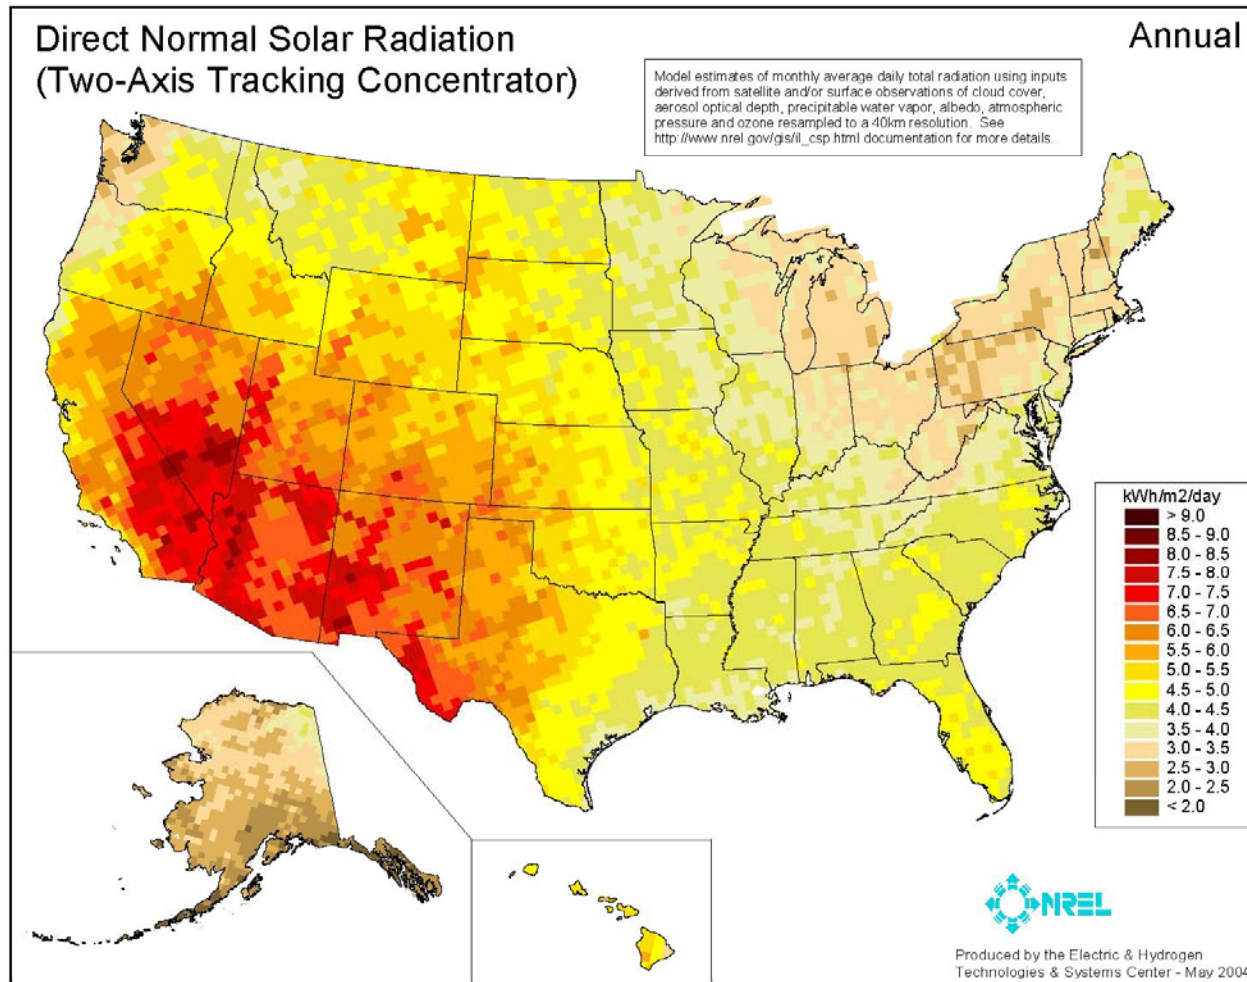 Direct Normal Solar Radiation
(Two-Axis Tracking Concentrator)
Annual
Model estimates of monthly average daily total radiation using inputs
derived from satellite and/or surface observations of cloud cover,
aerosol optical depth, precipitable water vapor, albedo, atmospheric
pressure and ozone resampled to a 40km resolution. See
http://www.nrel.gov/gis/il_csp.html documentation for more details.
kWh/m2/day
> 9.0
8.5 - 9.0
8.0 - 8.5
7.5 - 8.0
7.0 - 7.5
6.5 - 7.0
6.0 - 6.5
5.5 - 6.0
5.0 - 5.5
4.5 - 5.0
4.0 - 4.5
3.5 - 4.0
3.0 - 3.5
2.5 - 3.0
2.0 - 2.5
< 2.0
NREL
Produced by the Electric & Hydrogen
Technologies & Systems Center - May 2004